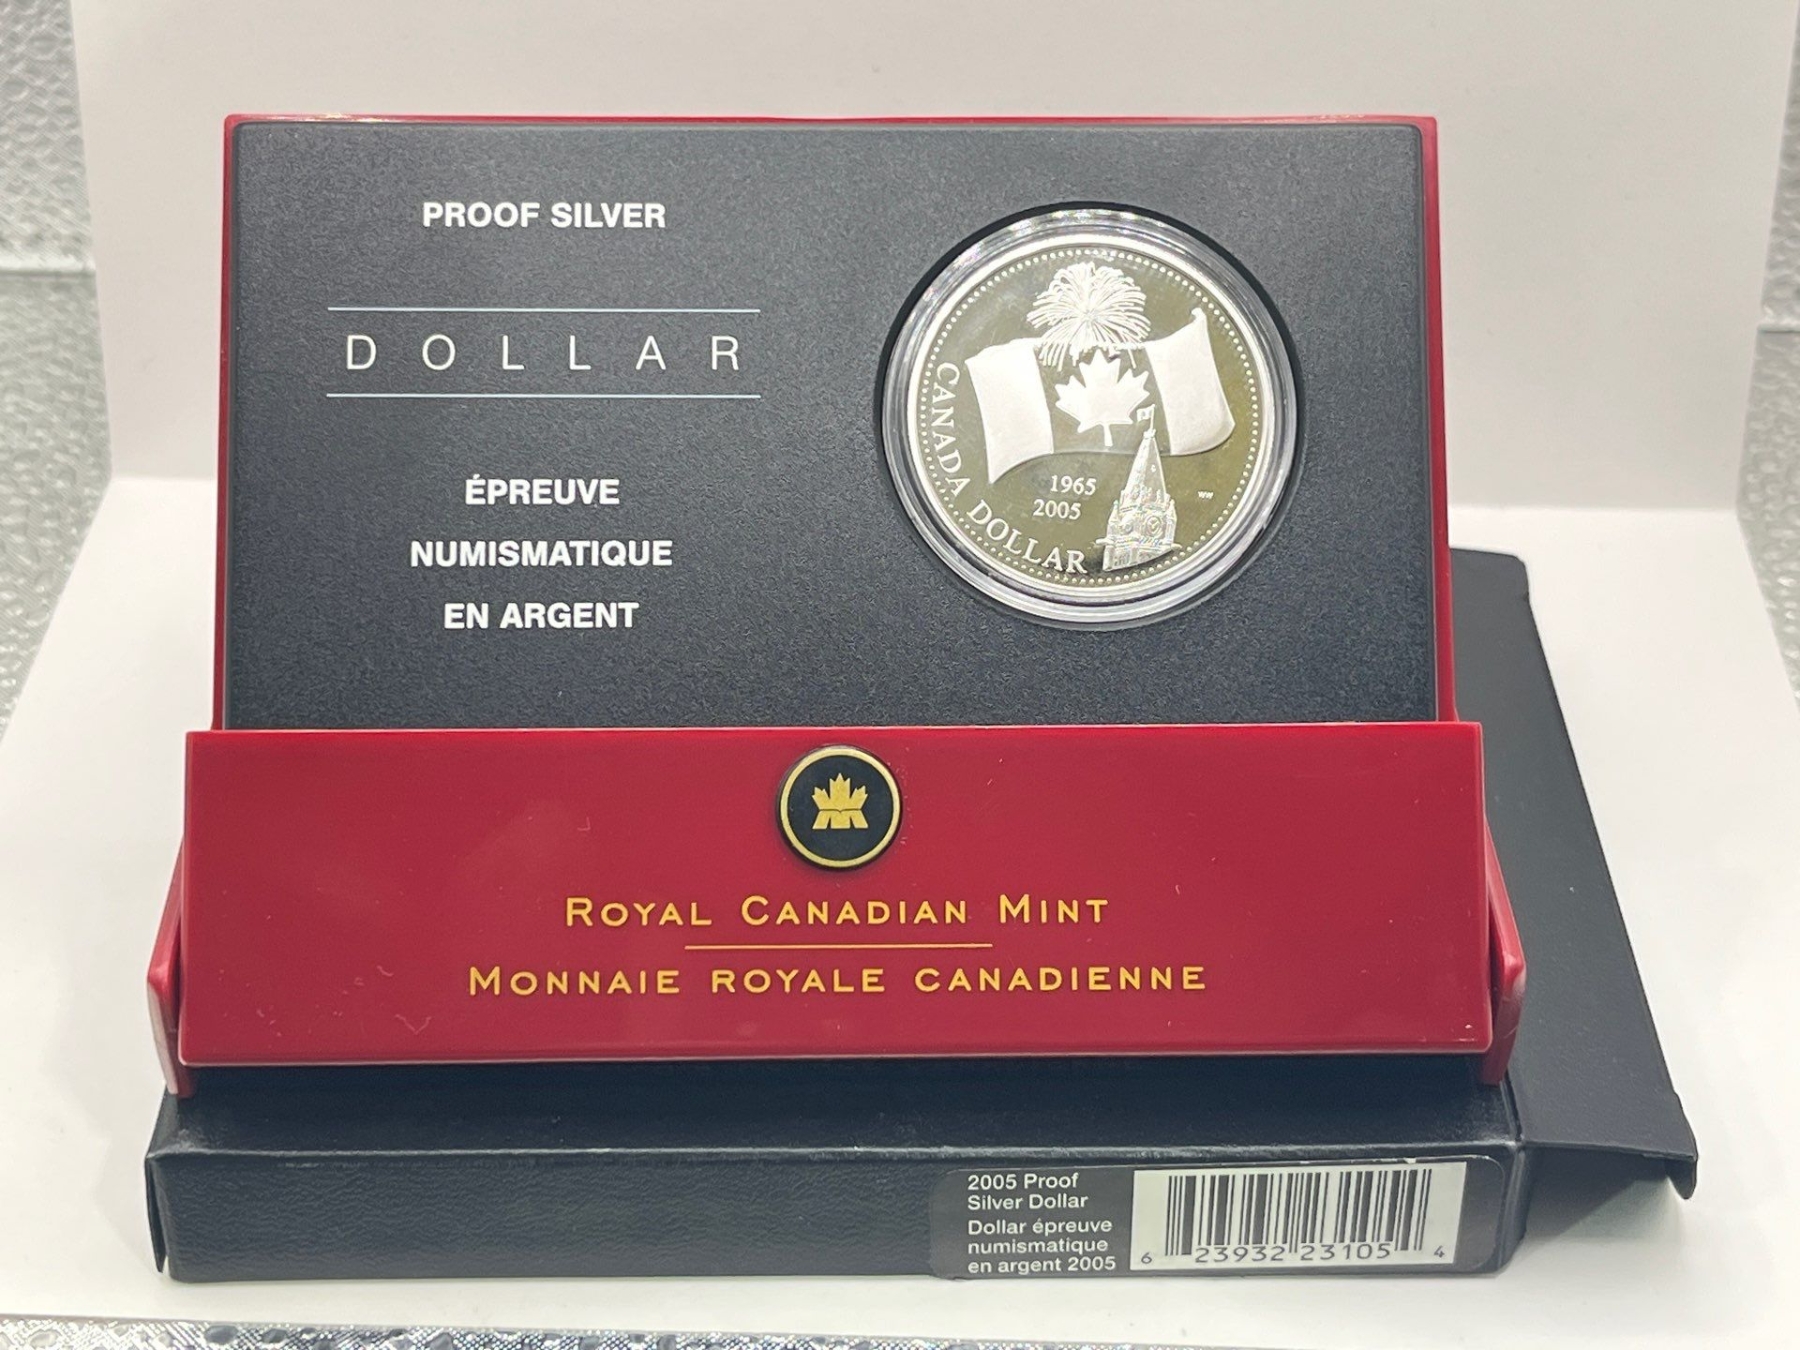 PROOF SILVER
DOLLAR
ÉPREUVE
NUMISMATIQUE
EN ARGENT
CANADA DOLLAR
1965
2005
WW
ROYAL CANADIAN MINT
MONNAIE ROYALE CANADIENNE
2005 Proof
Silver Dollar
Dollar épreuve
numismatique
en argent 2005
6 23932 23105 4